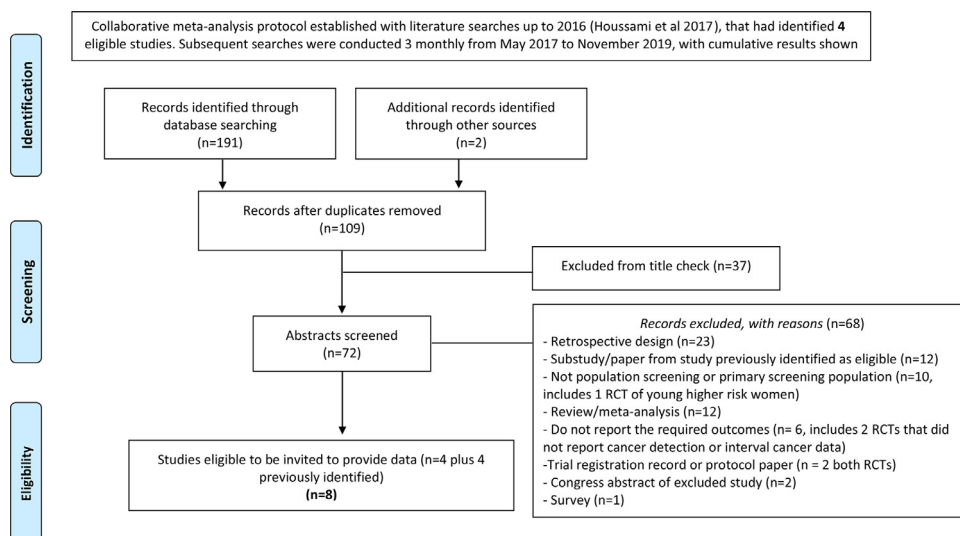 Collaborative meta-analysis protocol established with literature searches up to 2016 (Houssami et al 2017), that had identified 4
eligible studies. Subsequent searches were conducted 3 monthly from May 2017 to November 2019, with cumulative results shown
Identification
Records identified through
database searching
(n=191)
Additional records identified
through other sources
(n=2)
Records after duplicates removed
(n=109)
Screening
Excluded from title check (n=37)
Abstracts screened
(n=72)
Records excluded, with reasons (n=68)
- Retrospective design (n=23)
- Substudy/paper from study previously identified as eligible (n=12)
- Not population screening or primary screening population (n=10,
includes 1 RCT of young higher risk women)
- Review/meta-analysis (n=12)
- Do not report the required outcomes (n= 6, includes 2 RCTs that did
not report cancer detection or interval cancer data)
-Trial registration record or protocol paper (n = 2 both RCTs)
- Congress abstract of excluded study (n=2)
- Survey (n=1)
Eligibility
Studies eligible to be invited to provide data (n=4 plus 4
previously identified)
(n=8)